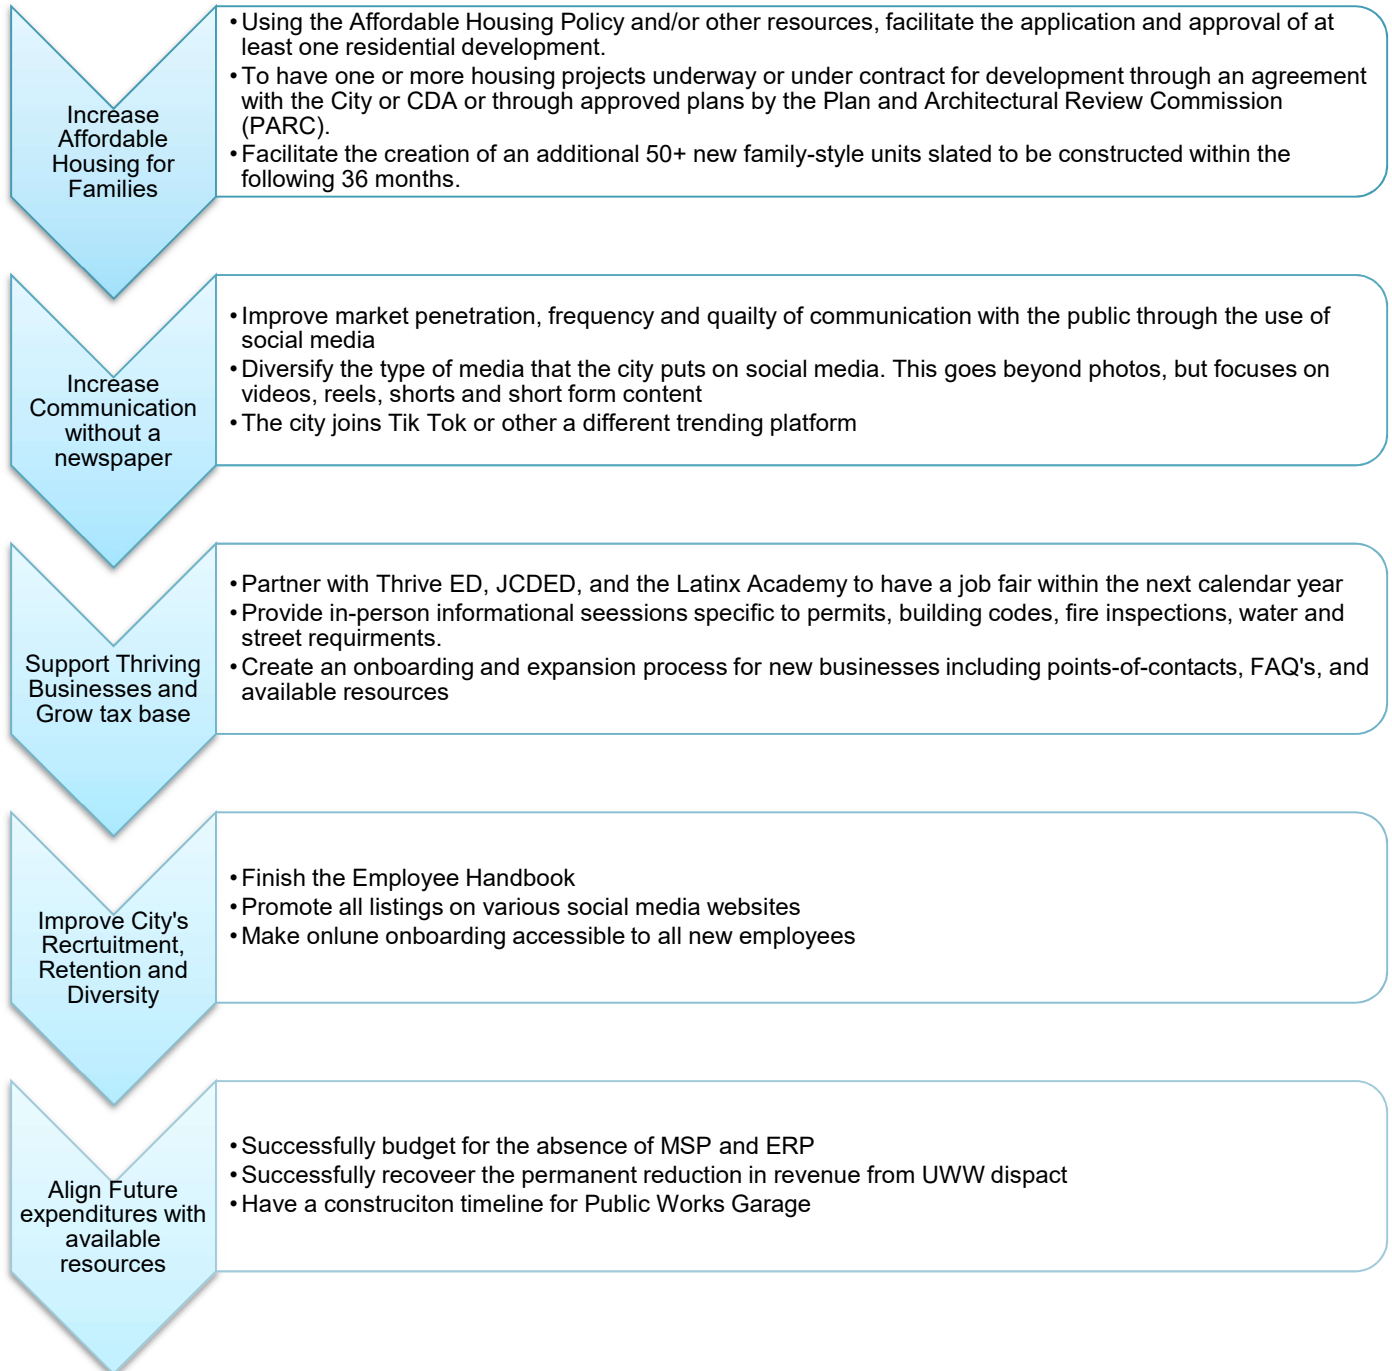 Increase
Affordable
Housing for
Families
•Using the Affordable Housing Policy and/or other resources, facilitate the application and approval of at
least one residential development.
•To have one or more housing projects underway or under contract for development through an agreement
with the City or CDA or through approved plans by the Plan and Architectural Review Commission
(PARC).
•Facilitate the creation of an additional 50+ new family-style units slated to be constructed within the
following 36 months.
Increase
Communication
without a
newspaper
•Improve market penetration, frequency and quailty of communication with the public through the use of
social media
•Diversify the type of media that the city puts on social media. This goes beyond photos, but focuses on
videos, reels, shorts and short form content
•The city joins Tik Tok or other a different trending platform
Support Thriving
Businesses and
Grow tax base
•Partner with Thrive ED, JCDED, and the Latinx Academy to have a job fair within the next calendar year
•Provide in-person informational seessions specific to permits, building codes, fire inspections, water and
street requirments.
•Create an onboarding and expansion process for new businesses including points-of-contacts, FAQ's, and
available resources
Improve City's
Recrtuitment,
Retention and
Diversity
•Finish the Employee Handbook
•Promote all listings on various social media websites
•Make onlune onboarding accessible to all new employees
Align Future
expenditures with
available
resources
•Successfully budget for the absence of MSP and ERP
•Successfully recoveer the permanent reduction in revenue from UWW dispact
•Have a construciton timeline for Public Works Garage